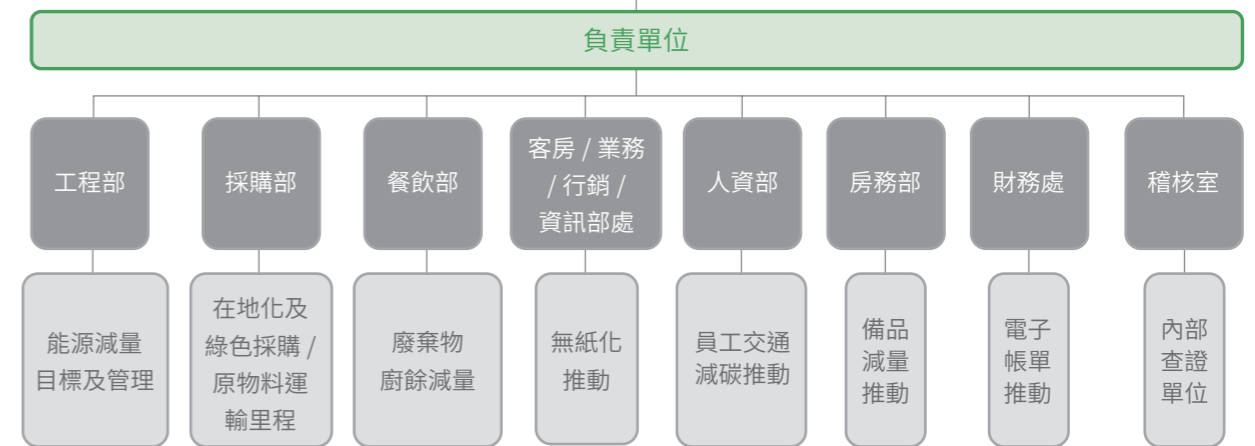 負責單位
工程部
採購部
餐飲部
客房 / 業務
/ 行銷 /
資訊部處
人資部
房務部
財務處
稽核室
能源減量
目標及管理
在地化及
綠色採購 /
原物料運
輸里程
廢棄物
廚餘減量
無紙化
推動
員工交通
減碳推動
備品
減量
推動
電子
帳單
推動
內部
查證
單位